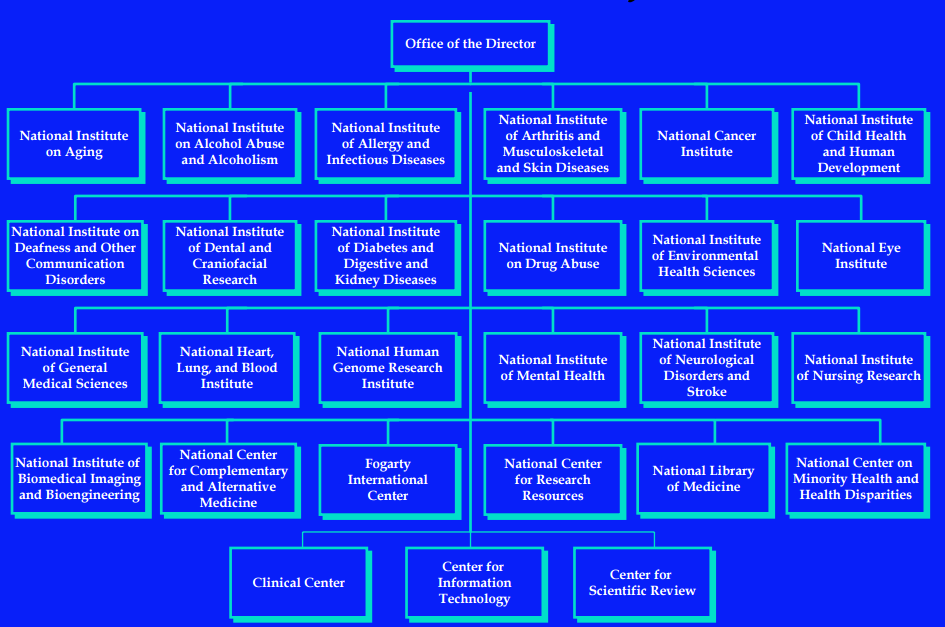 Office of the Director
National Institute
on Aging
National Institute
on Alcohol Abuse
and Alcoholism
National Institute
of Allergy and
Infectious Diseases
National Institute
of Arthritis and
Musculoskeletal
and Skin Diseases
National Cancer
Institute
National Institute
of Child Health
and Human
Development
National Institute on
Deafness and Other
Communication
Disorders
National Institute
of Dental and
Craniofacial
Research
National Institute
of Diabetes and
Digestive and
Kidney Diseases
National Institute
on Drug Abuse
National Institute
of Environmental
Health Sciences
National Eye
Institute
National Institute
of General
Medical Sciences
National Heart,
Lung, and Blood
Institute
National Human
Genome Research
Institute
National Institute
of Mental Health
National Institute
of Neurological
Disorders and
Stroke
National Institute
of Nursing Research
National Institute of
Biomedical Imaging
and Bioengineering
National Center
for Complementary
and Alternative
Medicine
Fogarty
International
Center
National Center
for Research
Resources
National Library
of Medicine
National Center on
Minority Health and
Health Disparities
Clinical Center
Center for
Information
Technology
Center for
Scientific Review